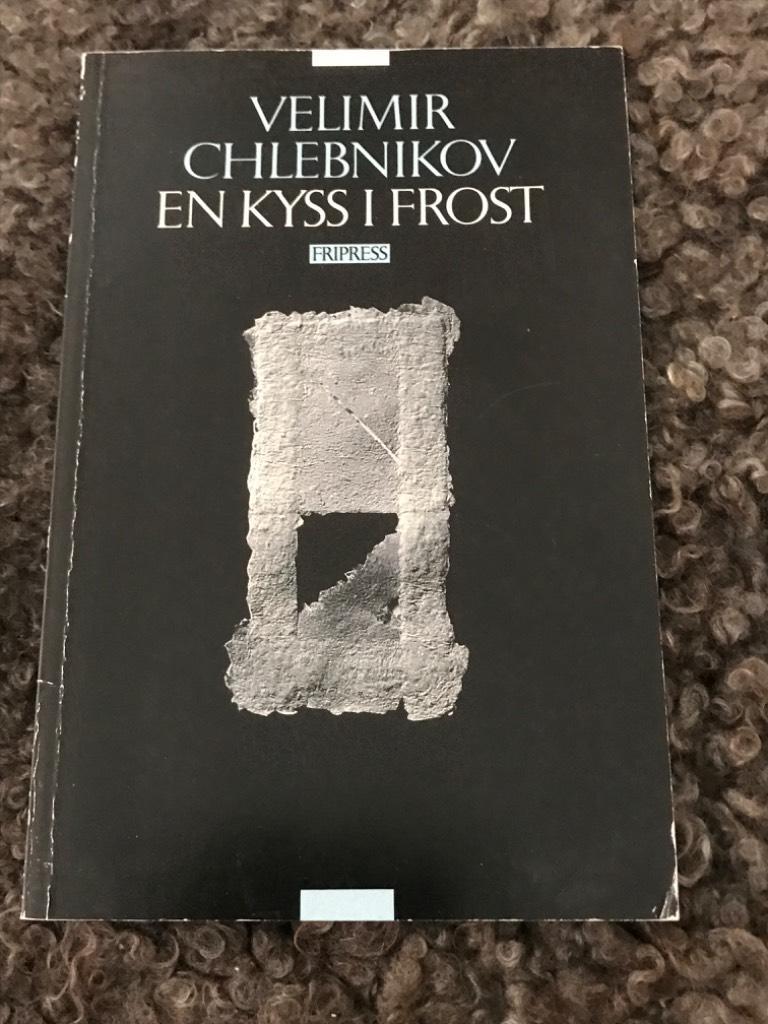 VELIMIR
CHLEBNIKOV
EN KYSS I FROST
FRIPRESS